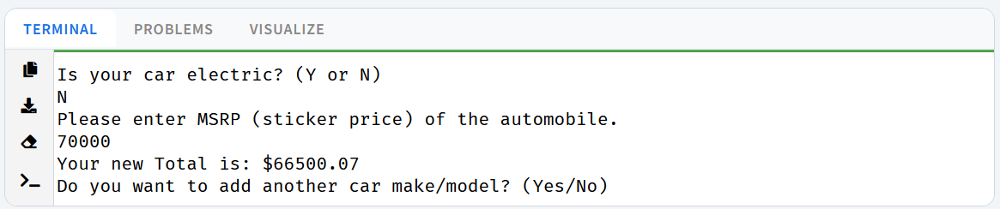 TERMINAL PROBLEMS VISUALIZE
Is your car electric? (Y or N)
N
Please enter MSRP (sticker price) of the automobile.
70000
Your new Total is: $66500.07
Do you want to add another car make/model? (Yes/No)